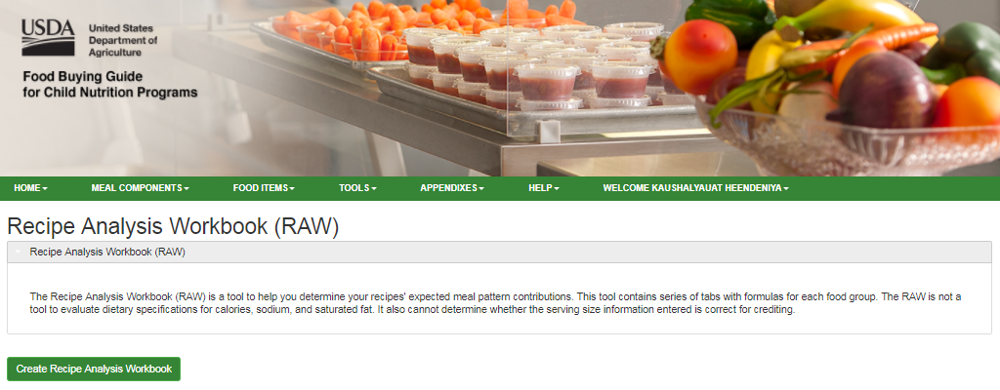 USDA
United States
Department of
Agriculture
Food Buying Guide
for Child Nutrition Programs
HOME
MEAL COMPONENTS
FOOD ITEMS
TOOLS
APPENDIXES
HELP
WELCOME KAUSHALYAUAT HEENDENIYA
Recipe Analysis Workbook (RAW)
Recipe Analysis Workbook (RAW)
The Recipe Analysis Workbook (RAW) is a tool to help you determine your recipes' expected meal pattern contributions. This tool contains series of tabs with formulas for each food group. The RAW is not a
tool to evaluate dietary specifications for calories, sodium, and saturated fat. It also cannot determine whether the serving size information entered is correct for crediting.
Create Recipe Analysis Workbook